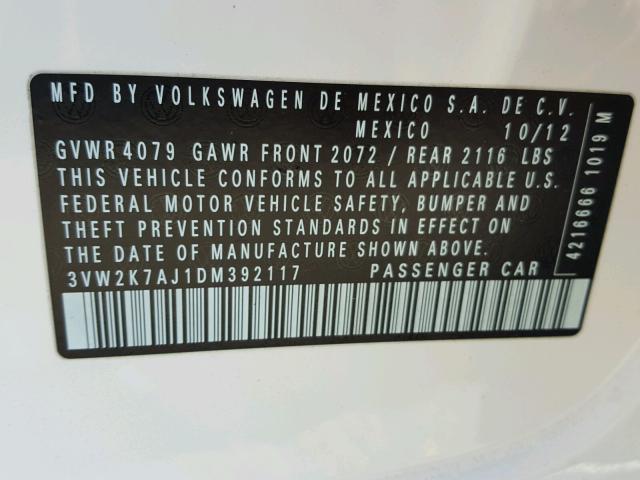 MFD BY VOLKSWAGEN DE MEXICO S.A. DE C.V.
MEXICO 10/12
GVWR 4079 GAWR FRONT 2072 / REAR 2116 LBS
THIS VEHICLE CONFORMS TO ALL APPLICABLE U.S.
FEDERAL MOTOR VEHICLE SAFETY, BUMPER AND
THEFT PREVENTION STANDARDS IN EFFECT ON
THE DATE OF MANUFACTURE SHOWN ABOVE.
3VW2K7AJ1DM392117 PASSENGER CAR
4216666 1019 M